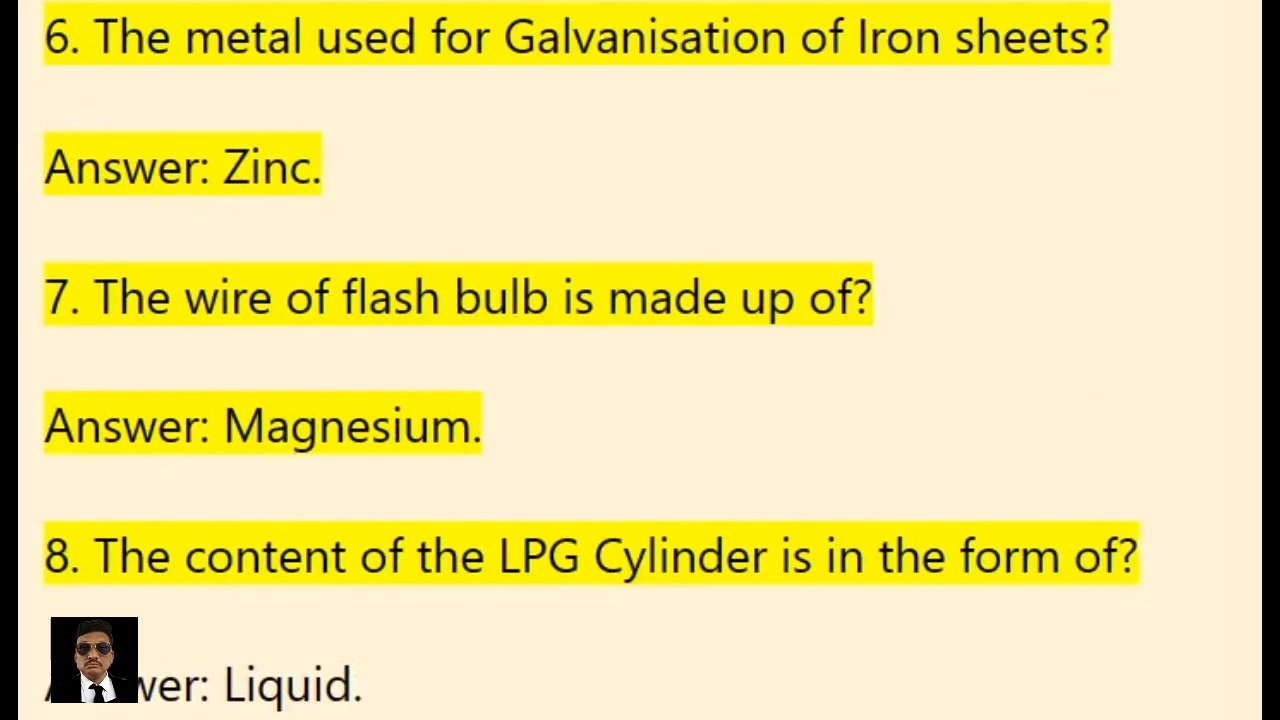 6. The metal used for Galvanisation of Iron sheets?
Answer: Zinc.
7. The wire of flash bulb is made up of?
Answer: Magnesium.
8. The content of the LPG Cylinder is in the form of?
wer: Liquid.